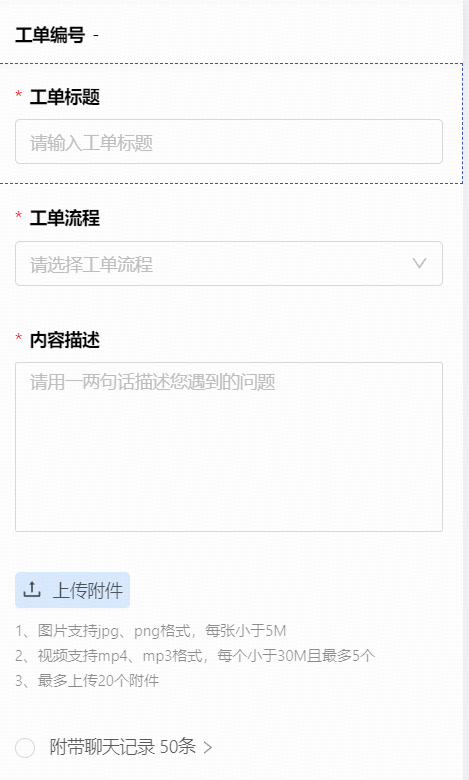 工单编号 -
* 工单标题
请输入工单标题
* 工单流程
请选择工单流程
* 内容描述
请用一两句话描述您遇到的问题
上传附件
1、图片支持jpg、png格式，每张小于5M
2、视频支持mp4、mp3格式，每个小于30M且最多5个
3、最多上传20个附件
附带聊天记录 50条 >